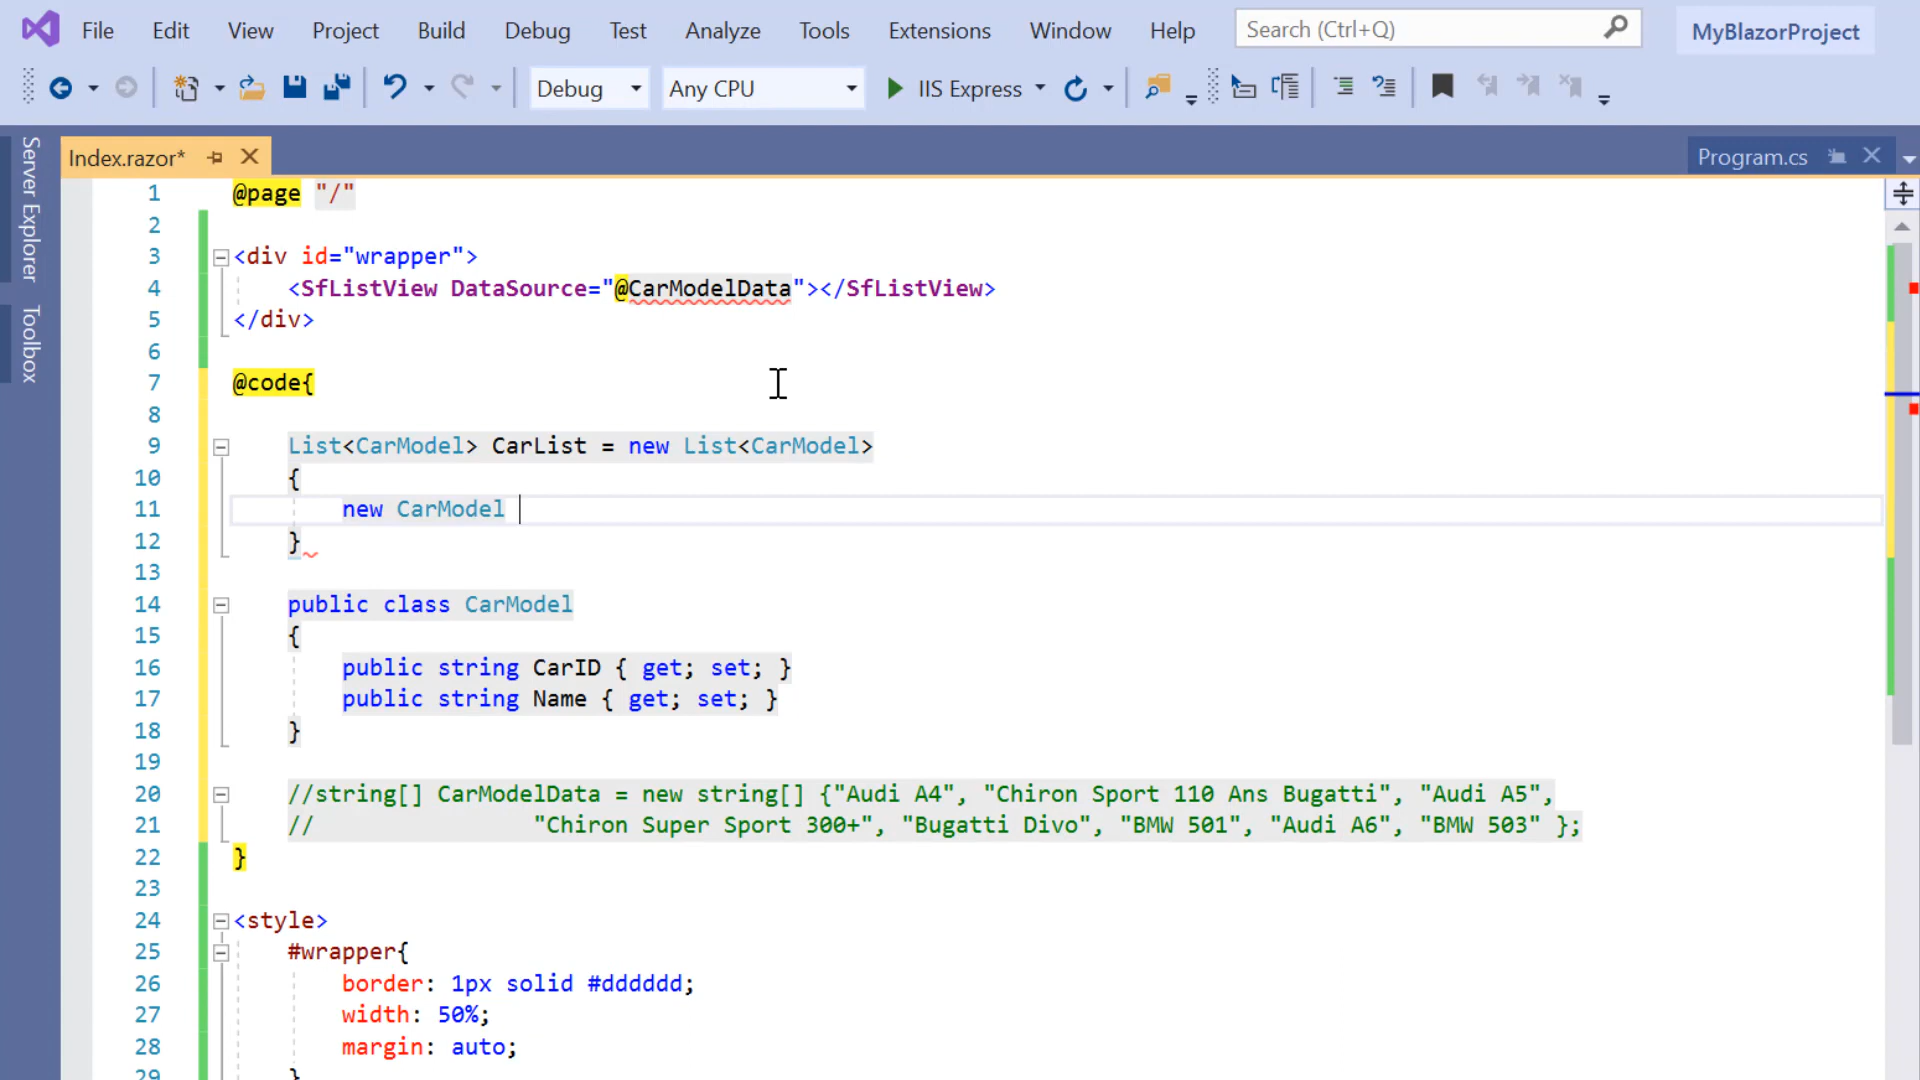 File Edit View Project Build Debug Test Tools Analyze Extensions Window Help Search (Ctrl+Q) MyBlazorProject
Debug Any CPU IIS Express
Server Explorer
Toolbox
Index.razor* Program.cs
1 @page "/"
2
3 <div id="wrapper">
4 <SfListView DataSource="@CarModelData"></SfListView>
5 </div>
6
7 @code{
8
9 List<CarModel> CarList = new List<CarModel>
10 {
11 new CarModel
12 }
13
14 public class CarModel
15 {
16 public string CarID { get; set; }
17 public string Name { get; set; }
18 }
19
20 //string[] CarModelData = new string[] {"Audi A4", "Chiron Sport 110 Ans Bugatti", "Audi A5",
21 // "Chiron Super Sport 300+", "Bugatti Divo", "BMW 501", "Audi A6", "BMW 503" };
22 }
23
24 <style>
25 #wrapper{
26 border: 1px solid #dddddd;
27 width: 50%;
28 margin: auto;
29 }